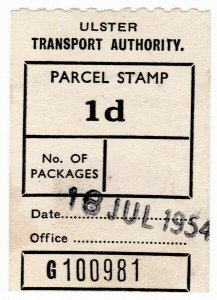 ULSTER
TRANSPORT AUTHORITY.
PARCEL STAMP
1d
No. OF
PACKAGES
Date.................... 18 JUL 1954
Office ....................
G 100981